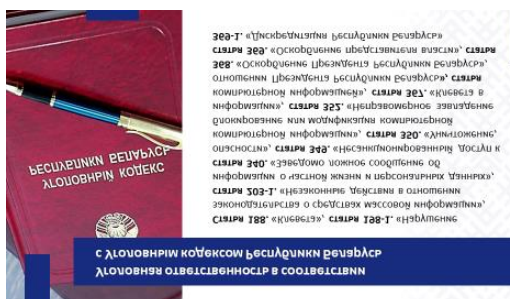 Уголовная ответственность в соответствии
с Уголовным кодексом Республики Беларусь
УГОЛОВНЫЙ КОДЕКС
РЕСПУБЛИКИ БЕЛАРУСЬ
Статья 188. «Клевета», статья 198-1. «Нарушение
законодательства о средствах массовой информации»,
статья 203-1. «Незаконные действия в отношении
информации о частной жизни и персональных данных»,
статья 340. «Заведомо ложное сообщение об
опасности», статья 349. «Несанкционированный доступ к
компьютерной информации», статья 350. «Уничтожение,
блокирование или модификация компьютерной
информации», статья 352. «Неправомерное завладение
компьютерной информацией», статья 367. «Клевета в
отношении Президента Республики Беларусь», статья
368. «Оскорбление Президента Республики Беларусь»,
статья 369. «Оскорбление представителя власти», статья
369-1. «Дискредитация Республики Беларусь»